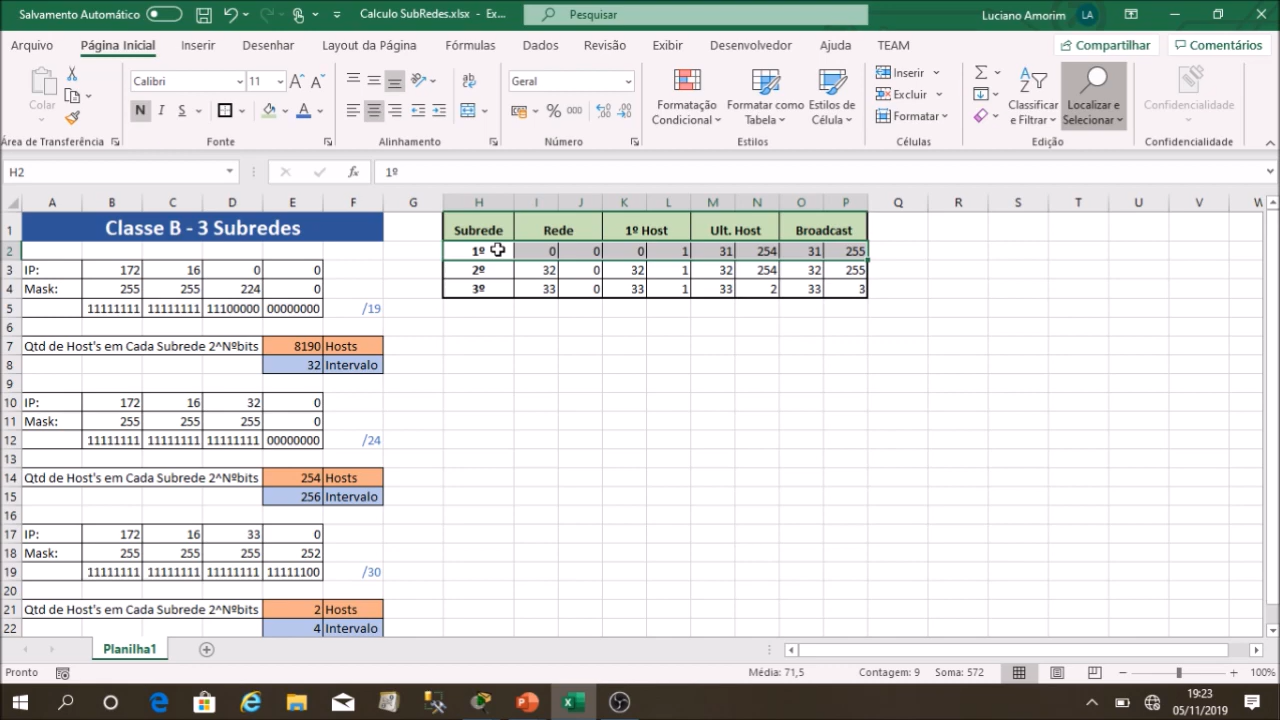 Salvamento Automático
Calculo SubRedes.xlsx - Ex...
Pesquisar
Luciano Amorim LA
Arquivo Página Inicial Inserir Desenhar Layout da Página Fórmulas Dados Revisão Exibir Desenvolvedor Ajuda TEAM Compartilhar Comentários
Colar
Calibri 11
N I S
Geral
% 000
Formatação Condicional
Formatar como Tabela
Estilos de Célula
Inserir
Excluir
Formatar
Classificar e Filtrar
Localizar e Selecionar
Confidencialidade
Área de Transferência Fonte Alinhamento Número Estilos Células Edição Confidencialidade
H2 fx 1º
A B C D E F G H I J K L M N O P Q R S T U V W
1 Classe B - 3 Subredes Subrede Rede 1º Host Ult. Host Broadcast
2 1º 0 0 0 1 31 254 31 255
3 IP: 172 16 0 0 2º 32 0 32 1 32 254 32 255
4 Mask: 255 255 224 0 3º 33 0 33 1 33 2 33 3
5 11111111 11111111 11100000 00000000 /19
6
7 Qtd de Host's em Cada Subrede 2^Nºbits 8190 Hosts
8 32 Intervalo
9
10 IP: 172 16 32 0
11 Mask: 255 255 255 0
12 11111111 11111111 11111111 00000000 /24
13
14 Qtd de Host's em Cada Subrede 2^Nºbits 254 Hosts
15 256 Intervalo
16
17 IP: 172 16 33 0
18 Mask: 255 255 255 252
19 11111111 11111111 11111111 11111100 /30
20
21 Qtd de Host's em Cada Subrede 2^Nºbits 2 Hosts
22 4 Intervalo
Planilha1
Pronto Média: 71,5 Contagem: 9 Soma: 572 100%
19:23
05/11/2019